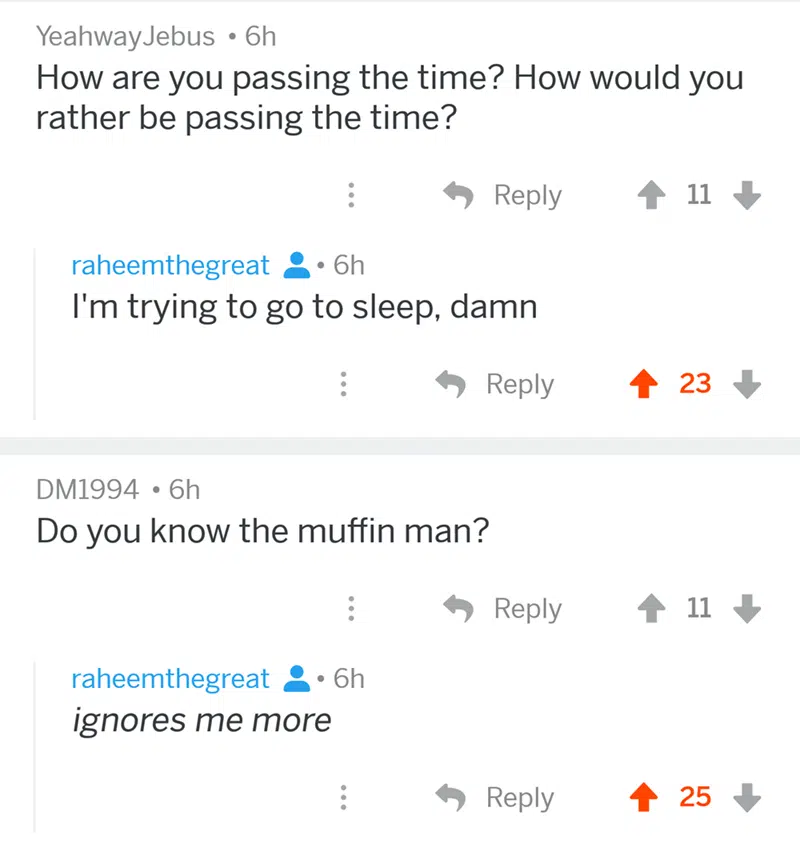 YeahwayJebus • 6h
How are you passing the time? How would you
rather be passing the time?
Reply 11
raheemthegreat • 6h
I'm trying to go to sleep, damn
Reply 23
DM1994 • 6h
Do you know the muffin man?
Reply 11
raheemthegreat • 6h
ignores me more
Reply 25